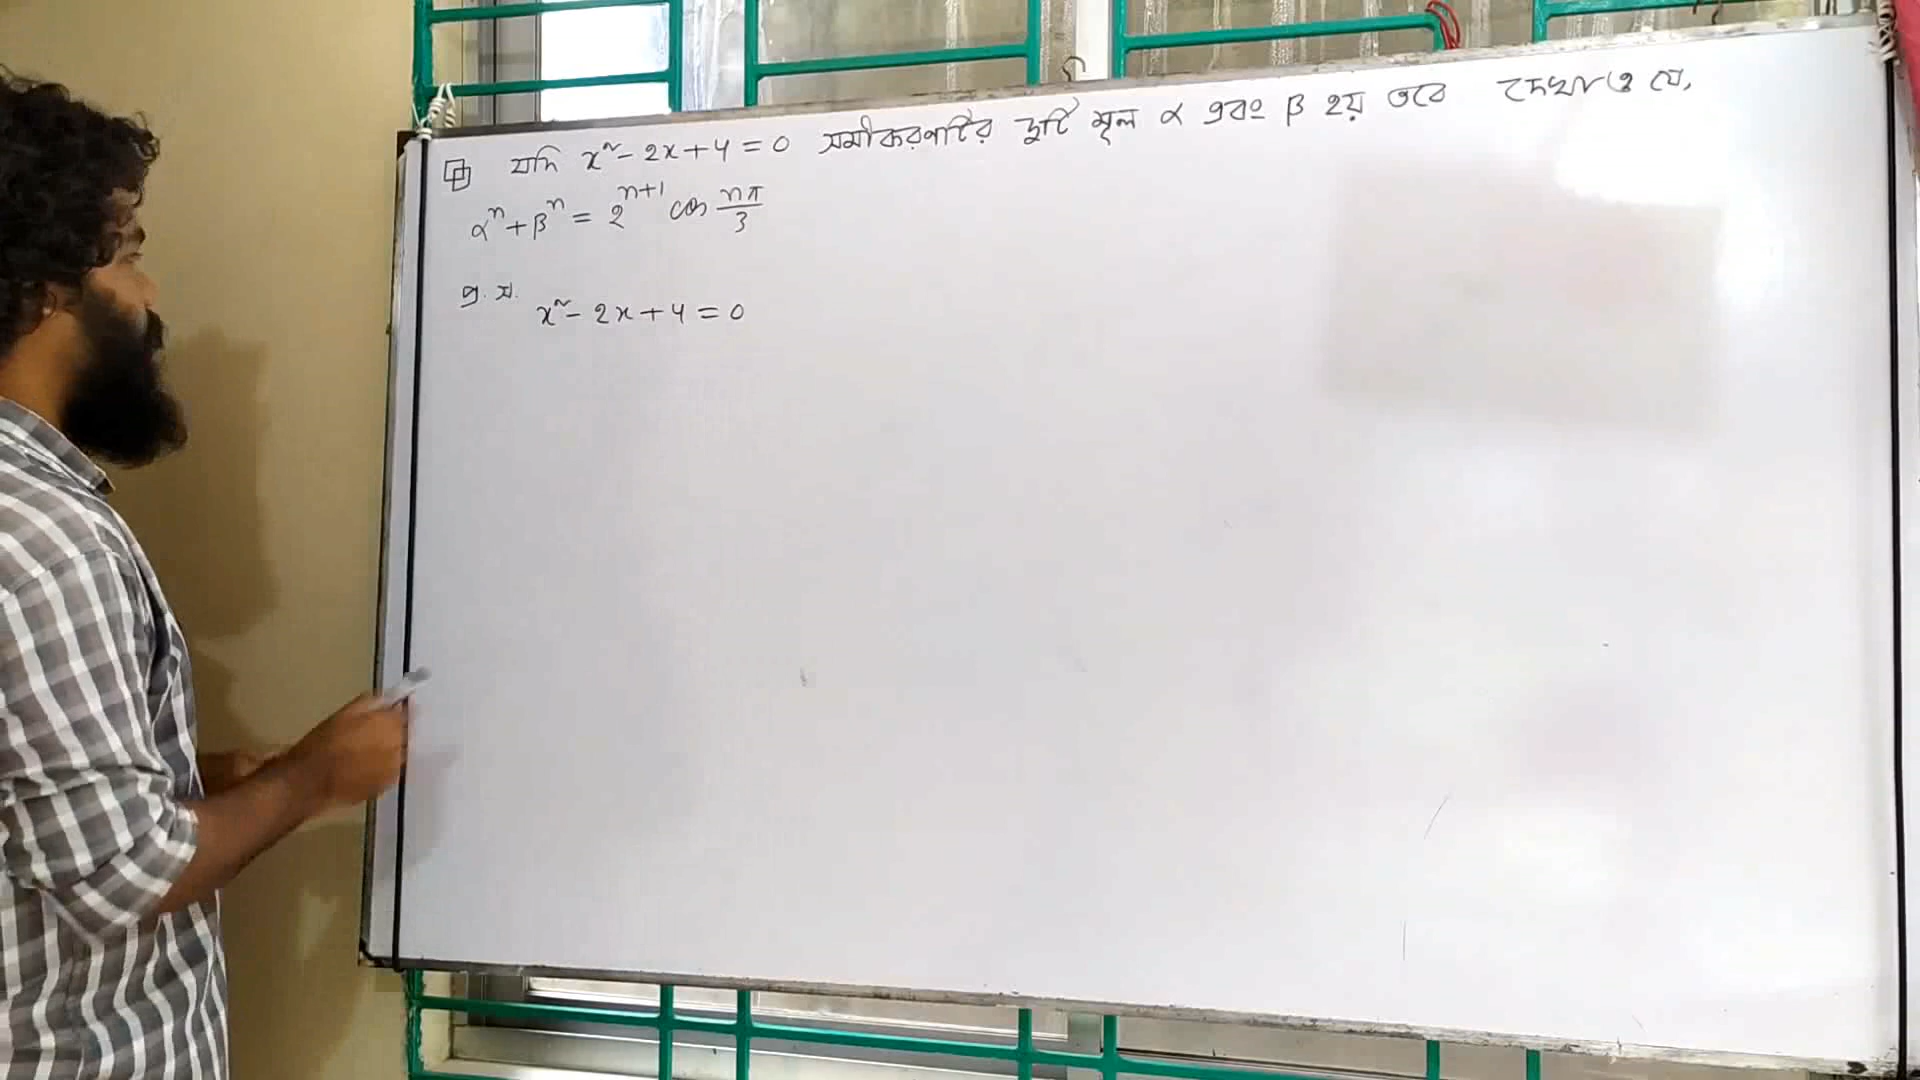 যদি x² - 2x + 4 = 0 সমীকরণটির দুটি মূল α এবং β হয় তবে দেখাও যে,
αⁿ + βⁿ = 2ⁿ⁺¹ cos nπ/3
প্র. স.
x² - 2x + 4 = 0